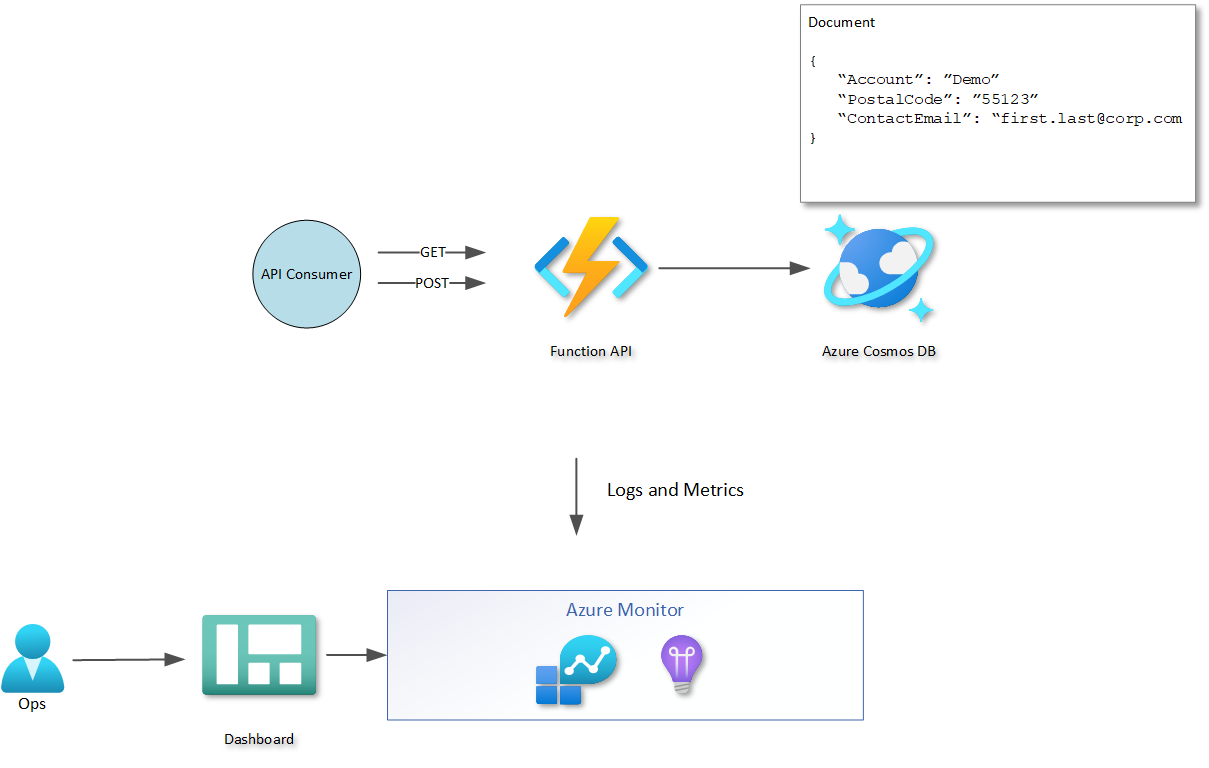 Document
{
“Account”: ”Demo”
“PostalCode”: ”55123”
“ContactEmail”: “first.last@corp.com
}
API Consumer
GET
POST
Function API
Azure Cosmos DB
Logs and Metrics
Azure Monitor
Ops
Dashboard